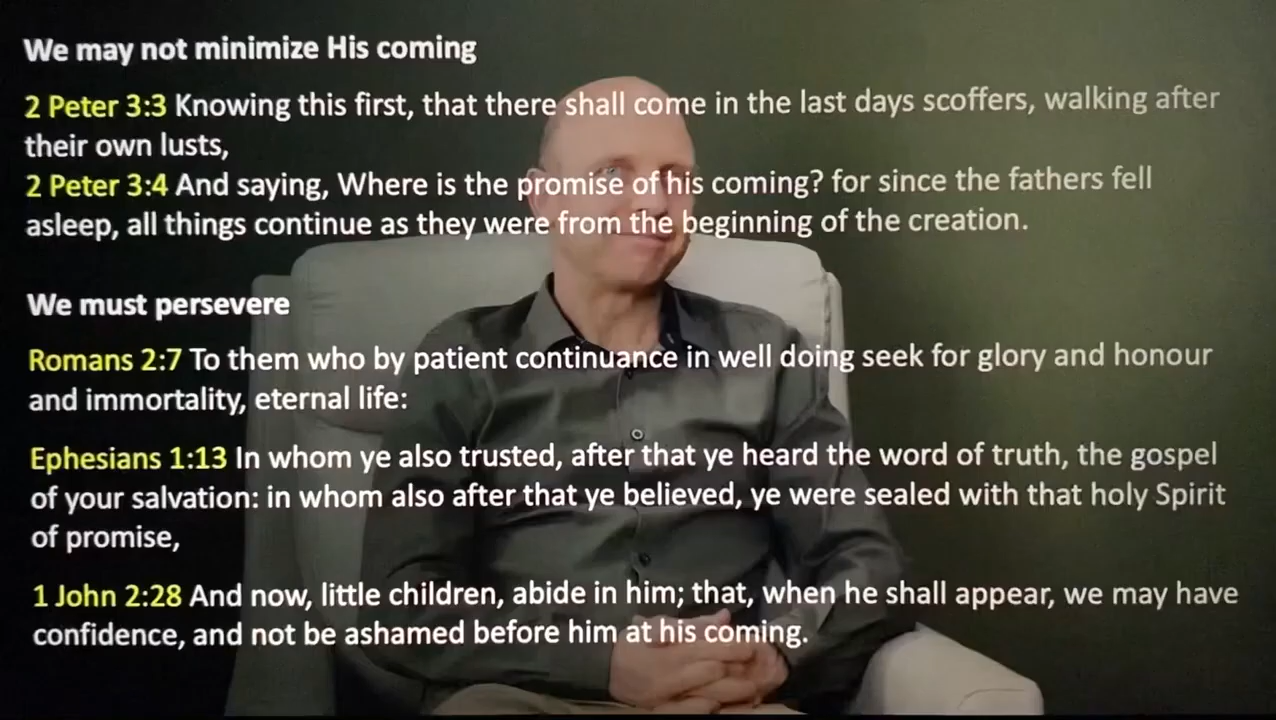 We may not minimize His coming
2 Peter 3:3 Knowing this first, that there shall come in the last days scoffers, walking after
their own lusts,
2 Peter 3:4 And saying, Where is the promise of his coming? for since the fathers fell
asleep, all things continue as they were from the beginning of the creation.
We must persevere
Romans 2:7 To them who by patient continuance in well doing seek for glory and honour
and immortality, eternal life:
Ephesians 1:13 In whom ye also trusted, after that ye heard the word of truth, the gospel
of your salvation: in whom also after that ye believed, ye were sealed with that holy Spirit
of promise,
1 John 2:28 And now, little children, abide in him; that, when he shall appear, we may have
confidence, and not be ashamed before him at his coming.